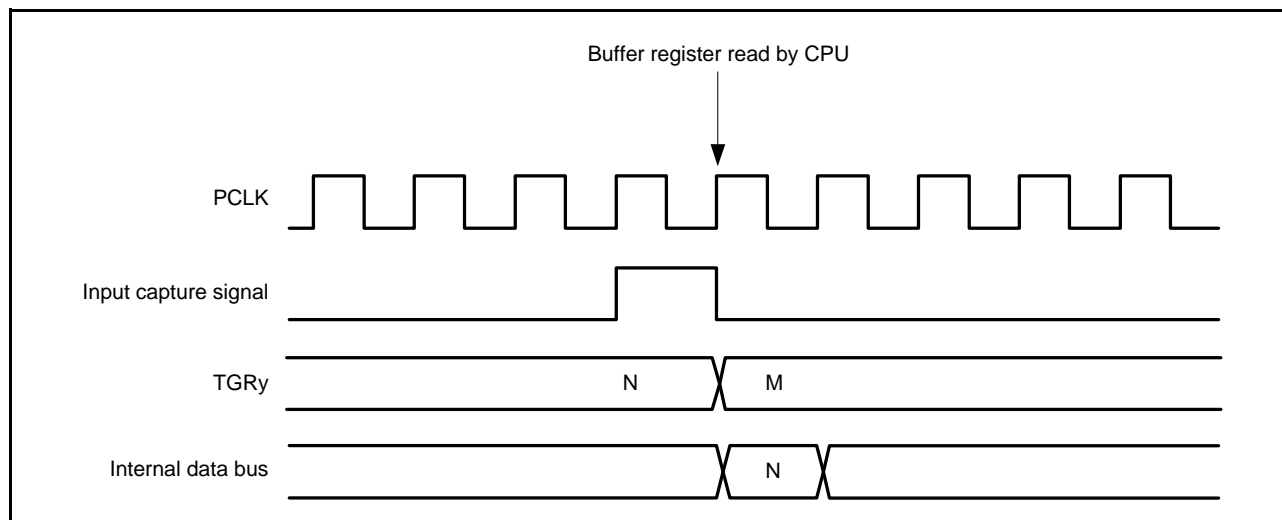 Buffer register read by CPU
PCLK
Input capture signal
TGRy
N
M
Internal data bus
N